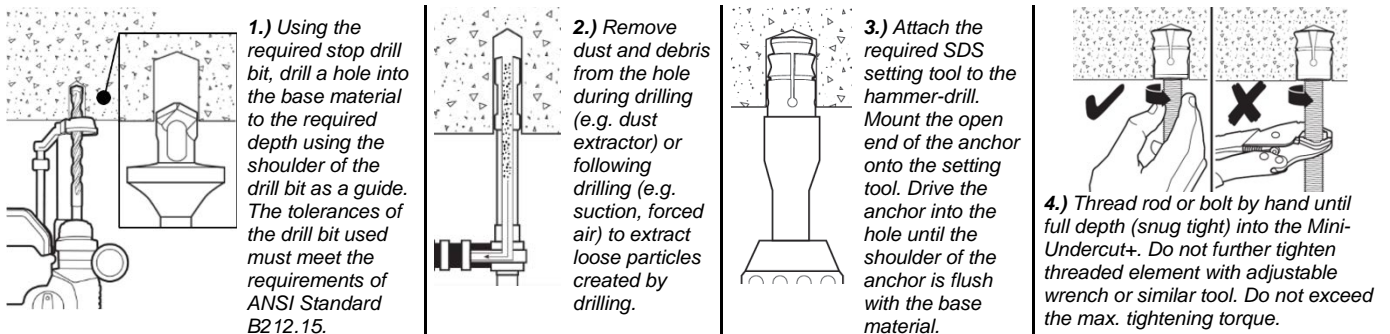 1.) Using the
required stop drill
bit, drill a hole into
the base material
to the required
depth using the
shoulder of the
drill bit as a guide.
The tolerances of
the drill bit used
must meet the
requirements of
ANSI Standard
B212.15.
2.) Remove
dust and debris
from the hole
during drilling
(e.g. dust
extractor) or
following
drilling (e.g.
suction, forced
air) to extract
loose particles
created by
drilling.
3.) Attach the
required SDS
setting tool to the
hammer-drill.
Mount the open
end of the anchor
onto the setting
tool. Drive the
anchor into the
hole until the
shoulder of the
anchor is flush
with the base
material.
4.) Thread rod or bolt by hand until
full depth (snug tight) into the Mini-
Undercut+. Do not further tighten
threaded element with adjustable
wrench or similar tool. Do not exceed
the max. tightening torque.